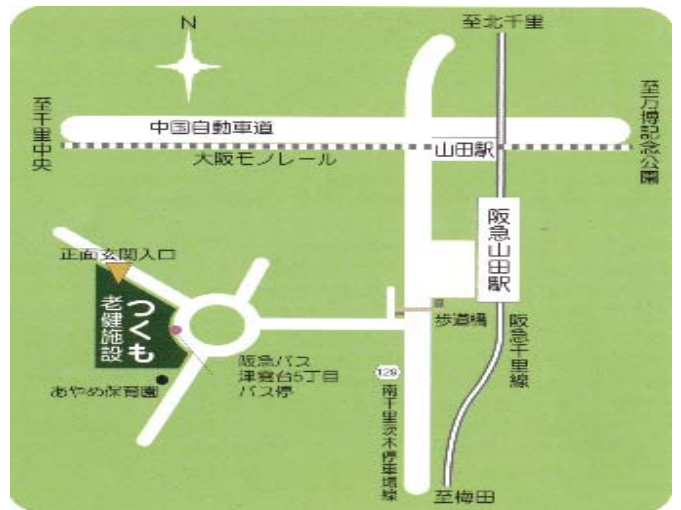 N
至北千里
至千里中央
中国自動車道
大阪モノレール
山田駅
至万博記念公園
阪急山田駅
正面玄関入口
老健施設
つくも
歩道橋
阪急千里線
阪急バス
津雲台5丁目
バス停
あやめ保育園
129
南千里茨木停車場線
至梅田